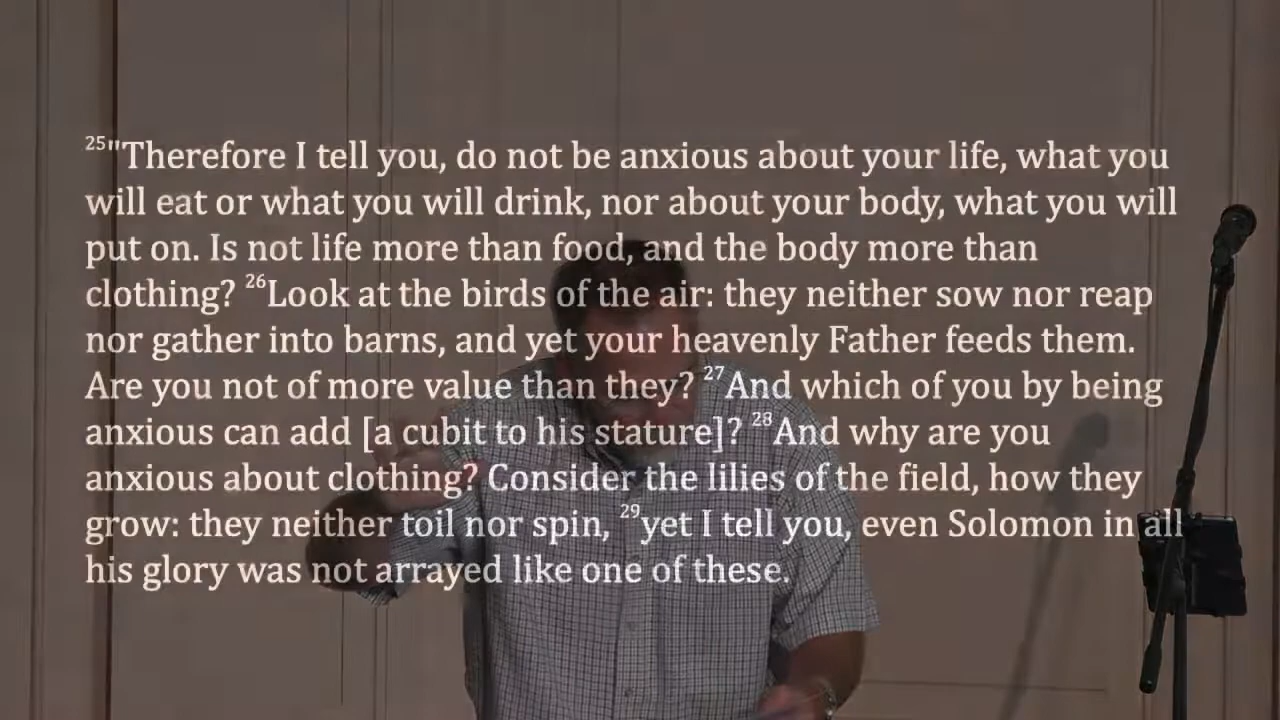 25"Therefore I tell you, do not be anxious about your life, what you
will eat or what you will drink, nor about your body, what you will
put on. Is not life more than food, and the body more than
clothing? 26Look at the birds of the air: they neither sow nor reap
nor gather into barns, and yet your heavenly Father feeds them.
Are you not of more value than they? 27And which of you by being
anxious can add [a cubit to his stature]? 28And why are you
anxious about clothing? Consider the lilies of the field, how they
grow: they neither toil nor spin, 29yet I tell you, even Solomon in all
his glory was not arrayed like one of these.